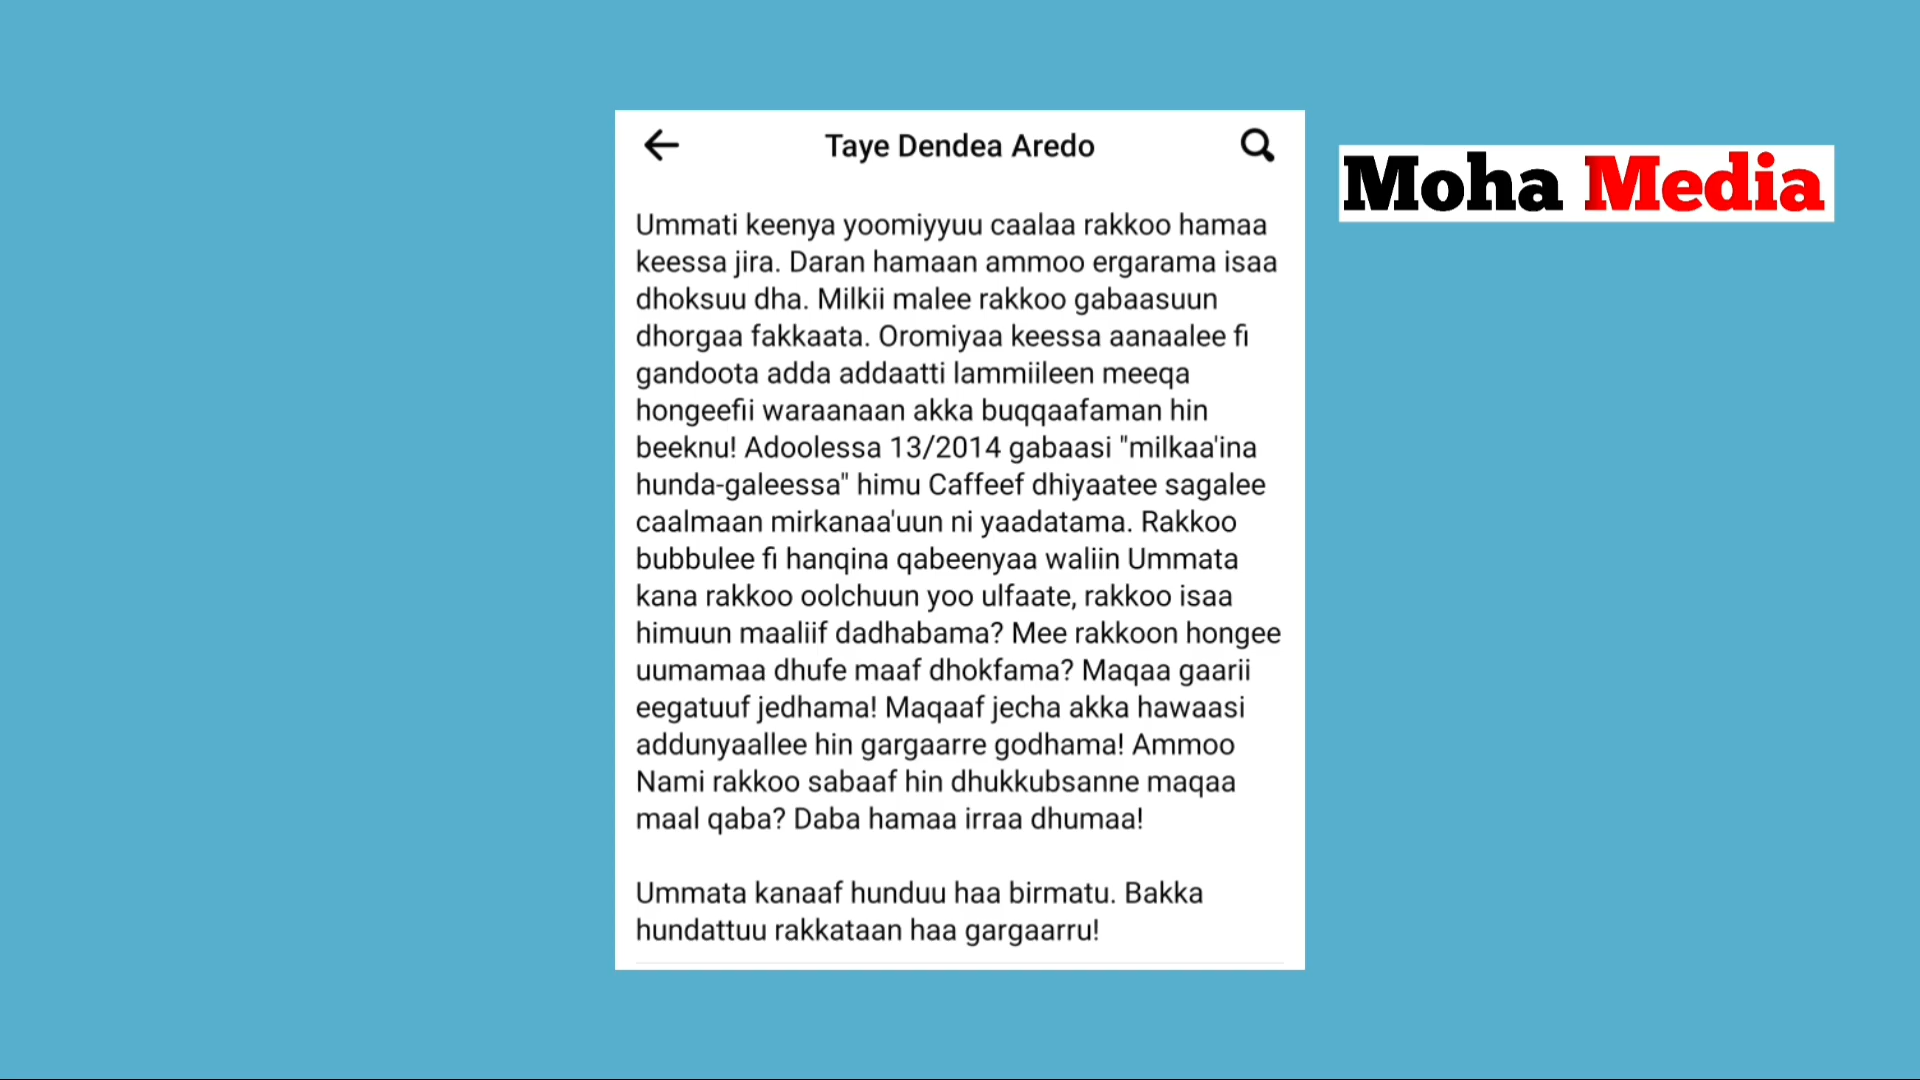 Taye Dendea Aredo
Moha Media
Ummati keenya yoomiyyuu caalaa rakkoo hamaa
keessa jira. Daran hamaan ammoo ergarama isaa
dhoksuu dha. Milkii malee rakkoo gabaasuun
dhorgaa fakkaata. Oromiyaa keessa aanaalee fi
gandoota adda addaatti lammiileen meeqa
hongeefii waraanaan akka buqqaafaman hin
beeknu! Adoolessa 13/2014 gabaasi "milkaa'ina
hunda-galeessa" himu Caffeef dhiyaatee sagalee
caalmaan mirkanaa'uun ni yaadatama. Rakkoo
bubbulee fi hanqina qabeenyaa waliin Ummata
kana rakkoo oolchuun yoo ulfaate, rakkoo isaa
himuun maaliif dadhabama? Mee rakkoon hongee
uumamaa dhufe maaf dhokfama? Maqaa gaarii
eegatuuf jedhama! Maqaaf jecha akka hawaasi
addunyaallee hin gargaarre godhama! Ammoo
Nami rakkoo sabaaf hin dhukkubsanne maqaa
maal qaba? Daba hamaa irraa dhumaa!
Ummata kanaaf hunduu haa birmatu. Bakka
hundattuu rakkataan haa gargaarru!